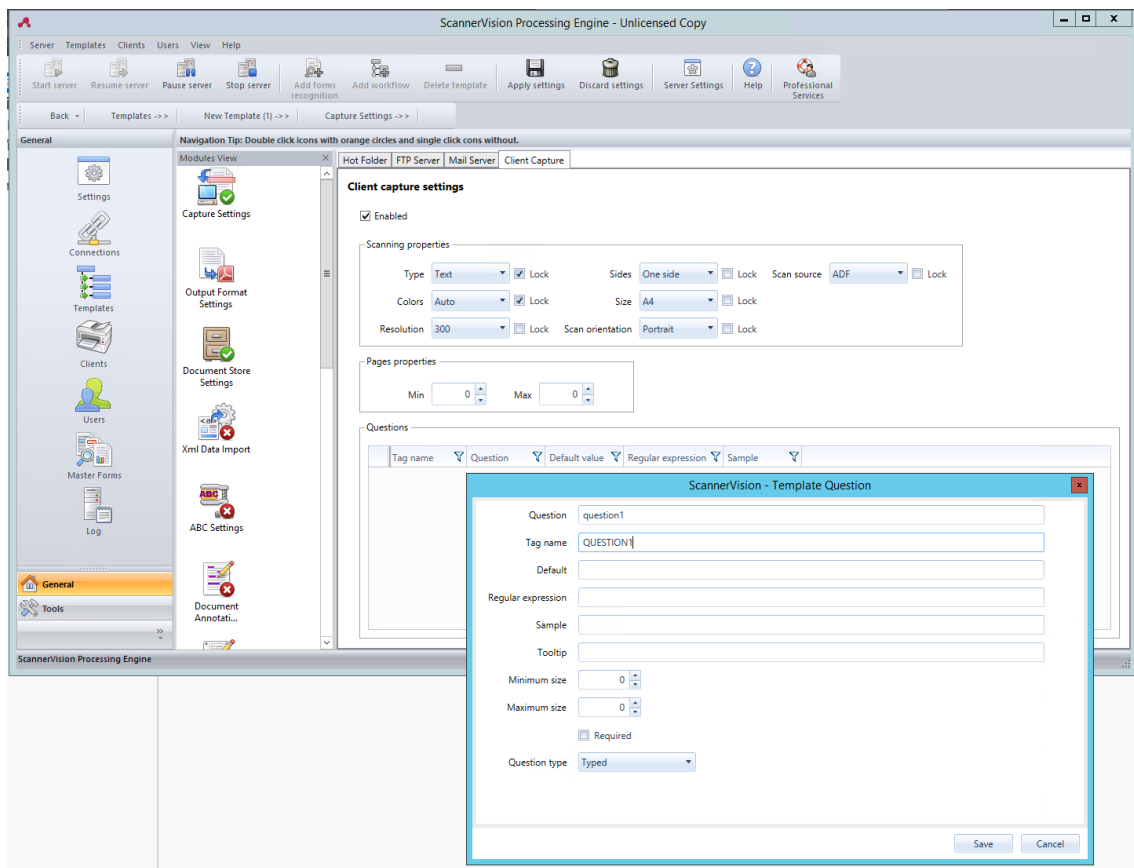 ScannerVision Processing Engine - Unlicensed Copy
Server Templates Clients Users View Help
Start server Resume server Pause server Stop server Add forms recognition Add workflow Delete template Apply settings Discard settings Server Settings Help Professional Services
Back Templates ->> New Template (1) ->> Capture Settings ->>
General
Navigation Tip: Double click icons with orange circles and single click cons without.
Settings
Connections
Templates
Clients
Users
Master Forms
Log
General
Tools
Modules View
Capture Settings
Output Format
Settings
Document Store
Settings
Xml Data Import
ABC
ABC Settings
Document
Annotati...
Hot Folder FTP Server Mail Server Client Capture
Client capture settings
Enabled
Scanning properties
Type Text Lock Sides One side Lock Scan source ADF Lock
Colors Auto Lock Size A4 Lock
Resolution 300 Lock Scan orientation Portrait Lock
Pages properties
Min 0 Max 0
Questions
Tag name Question Default value Regular expression Sample
ScannerVision - Template Question
Question question1
Tag name QUESTION1
Default
Regular expression
Sample
Tooltip
Minimum size 0
Maximum size 0
Required
Question type Typed
Save Cancel
ScannerVision Processing Engine